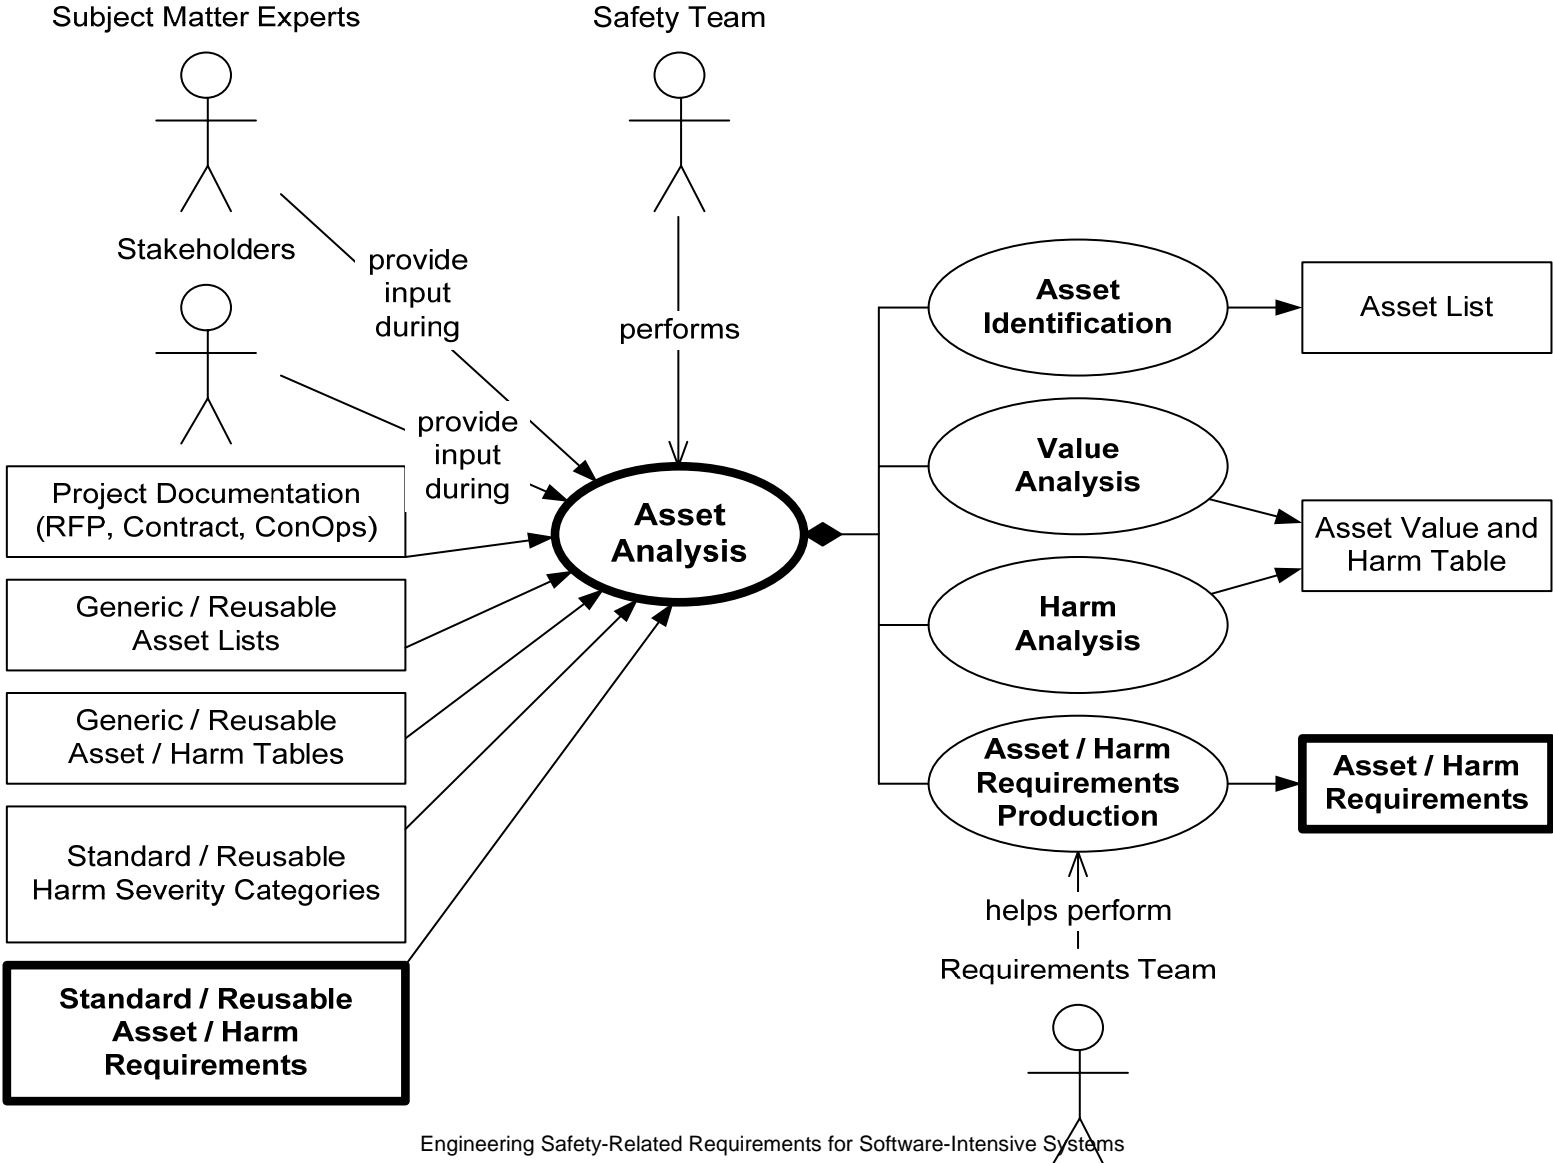 Subject Matter Experts
Safety Team
Stakeholders
provide
input
during
performs
provide
input
during
Project Documentation
(RFP, Contract, ConOps)
Generic / Reusable
Asset Lists
Generic / Reusable
Asset / Harm Tables
Standard / Reusable
Harm Severity Categories
Standard / Reusable
Asset / Harm
Requirements
Asset
Analysis
Asset
Identification
Asset List
Value
Analysis
Asset Value and
Harm Table
Harm
Analysis
Asset / Harm
Requirements
Production
Asset / Harm
Requirements
helps perform
Requirements Team
Engineering Safety-Related Requirements for Software-Intensive Systems